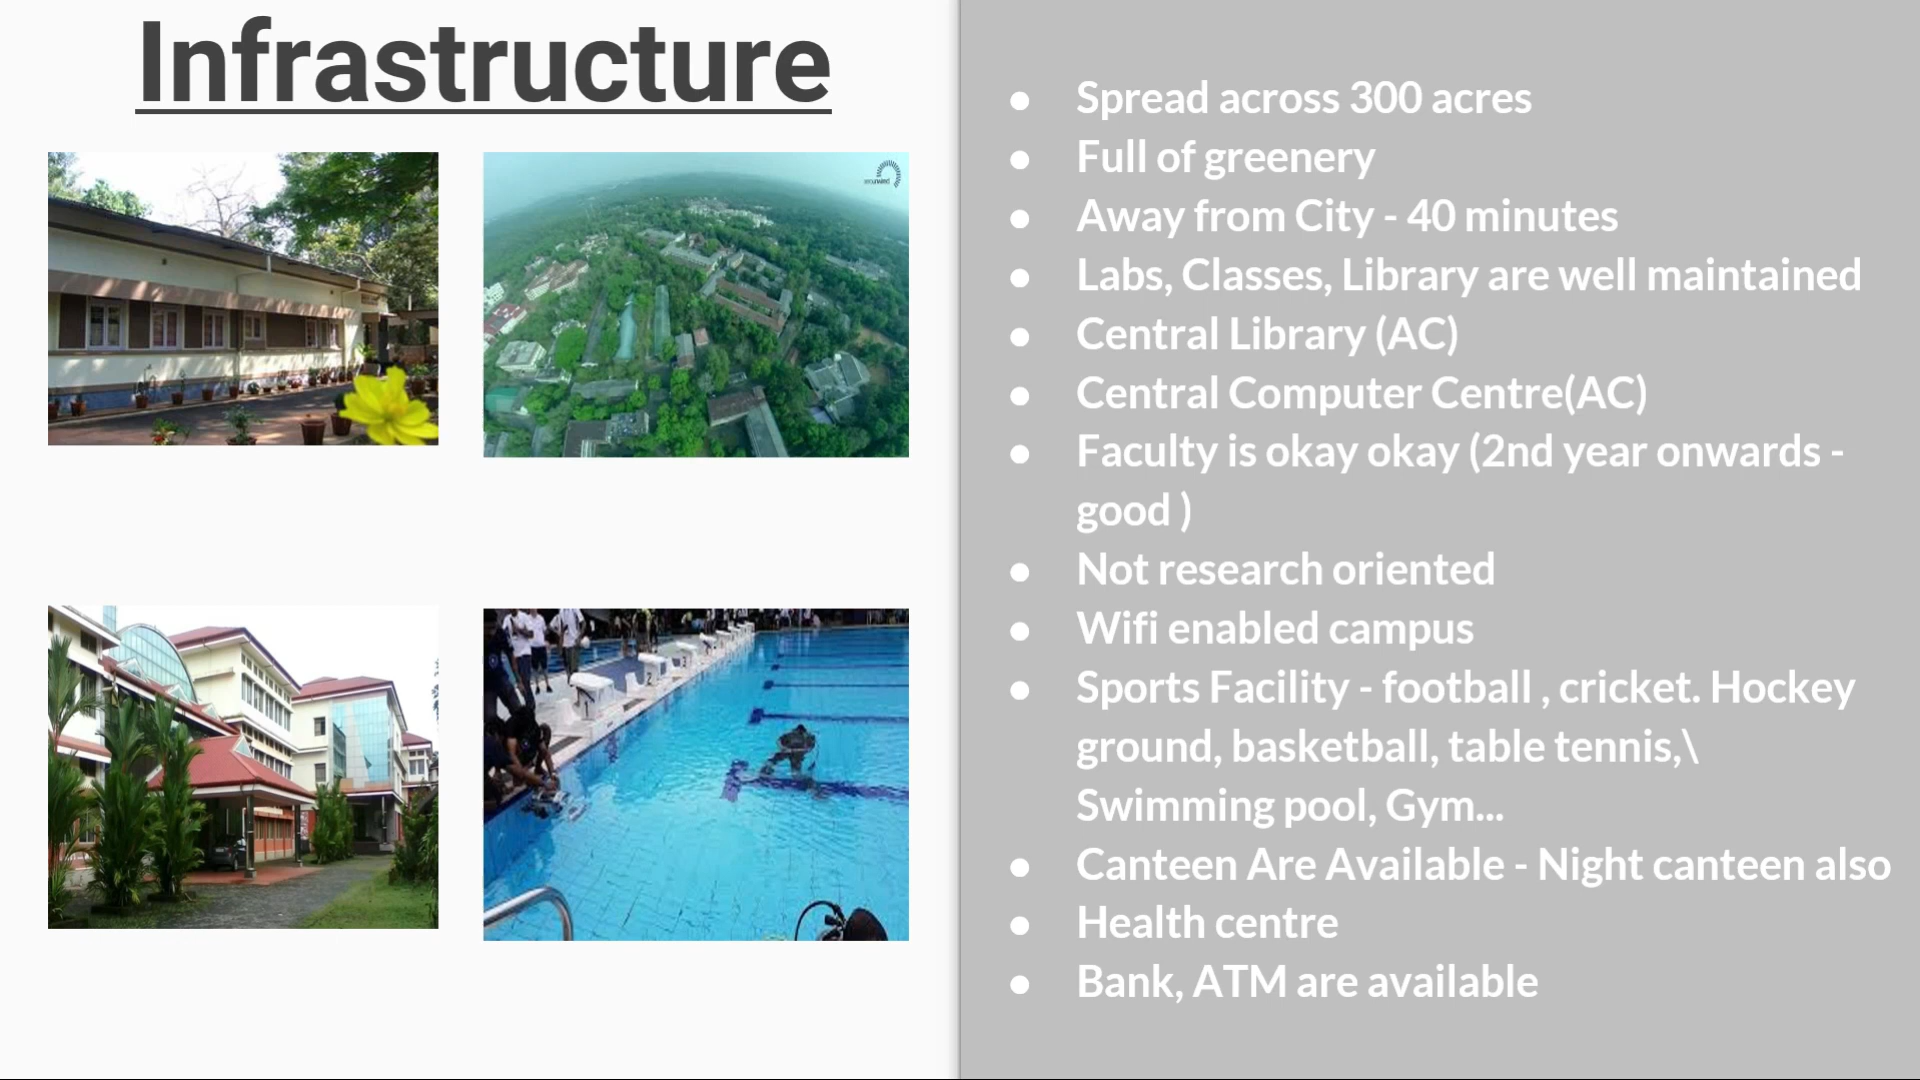 Infrastructure
● Spread across 300 acres
● Full of greenery
● Away from City - 40 minutes
● Labs, Classes, Library are well maintained
● Central Library (AC)
● Central Computer Centre(AC)
● Faculty is okay okay (2nd year onwards -
good )
● Not research oriented
● Wifi enabled campus
● Sports Facility - football , cricket. Hockey
ground, basketball, table tennis,\
Swimming pool, Gym...
● Canteen Are Available - Night canteen also
● Health centre
● Bank, ATM are available